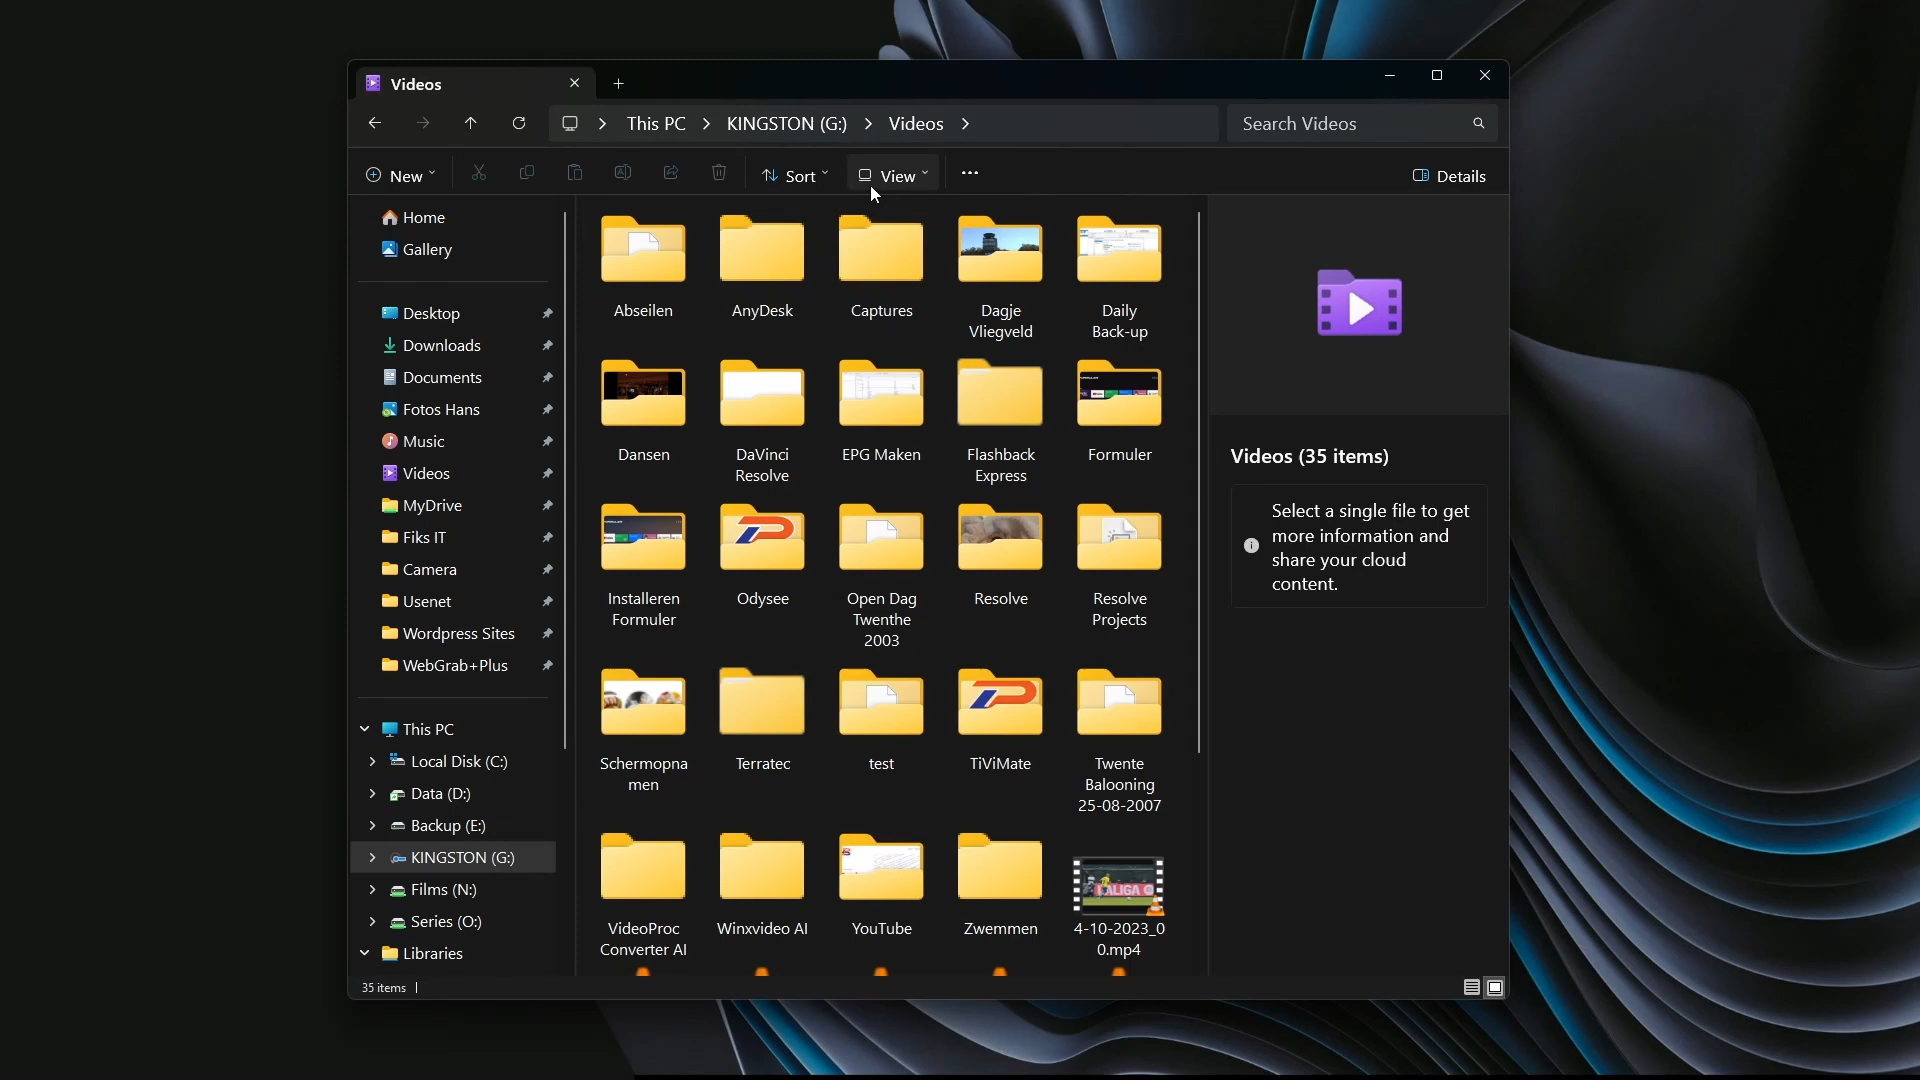 Videos
This PC
KINGSTON (G:)
Videos
Search Videos
New
Sort
View
Details
Home
Gallery
Desktop
Downloads
Documents
Fotos Hans
Music
Videos
MyDrive
Fiks IT
Camera
Usenet
Wordpress Sites
WebGrab+Plus
This PC
Local Disk (C:)
Data (D:)
Backup (E:)
KINGSTON (G:)
Films (N:)
Series (O:)
Libraries
Abseilen
AnyDesk
Captures
Dagje
Vliegveld
Daily
Back-up
Dansen
DaVinci
Resolve
EPG Maken
Flashback
Express
Formuler
Installeren
Formuler
Odysee
Open Dag
Twenthe
2003
Resolve
Resolve
Projects
Schermopna
men
Terratec
test
TiViMate
Twente
Balooning
25-08-2007
VideoProc
Converter AI
Winxvideo AI
YouTube
Zwemmen
4-10-2023_0
0.mp4
Videos (35 items)
Select a single file to get
more information and
share your cloud
content.
35 items